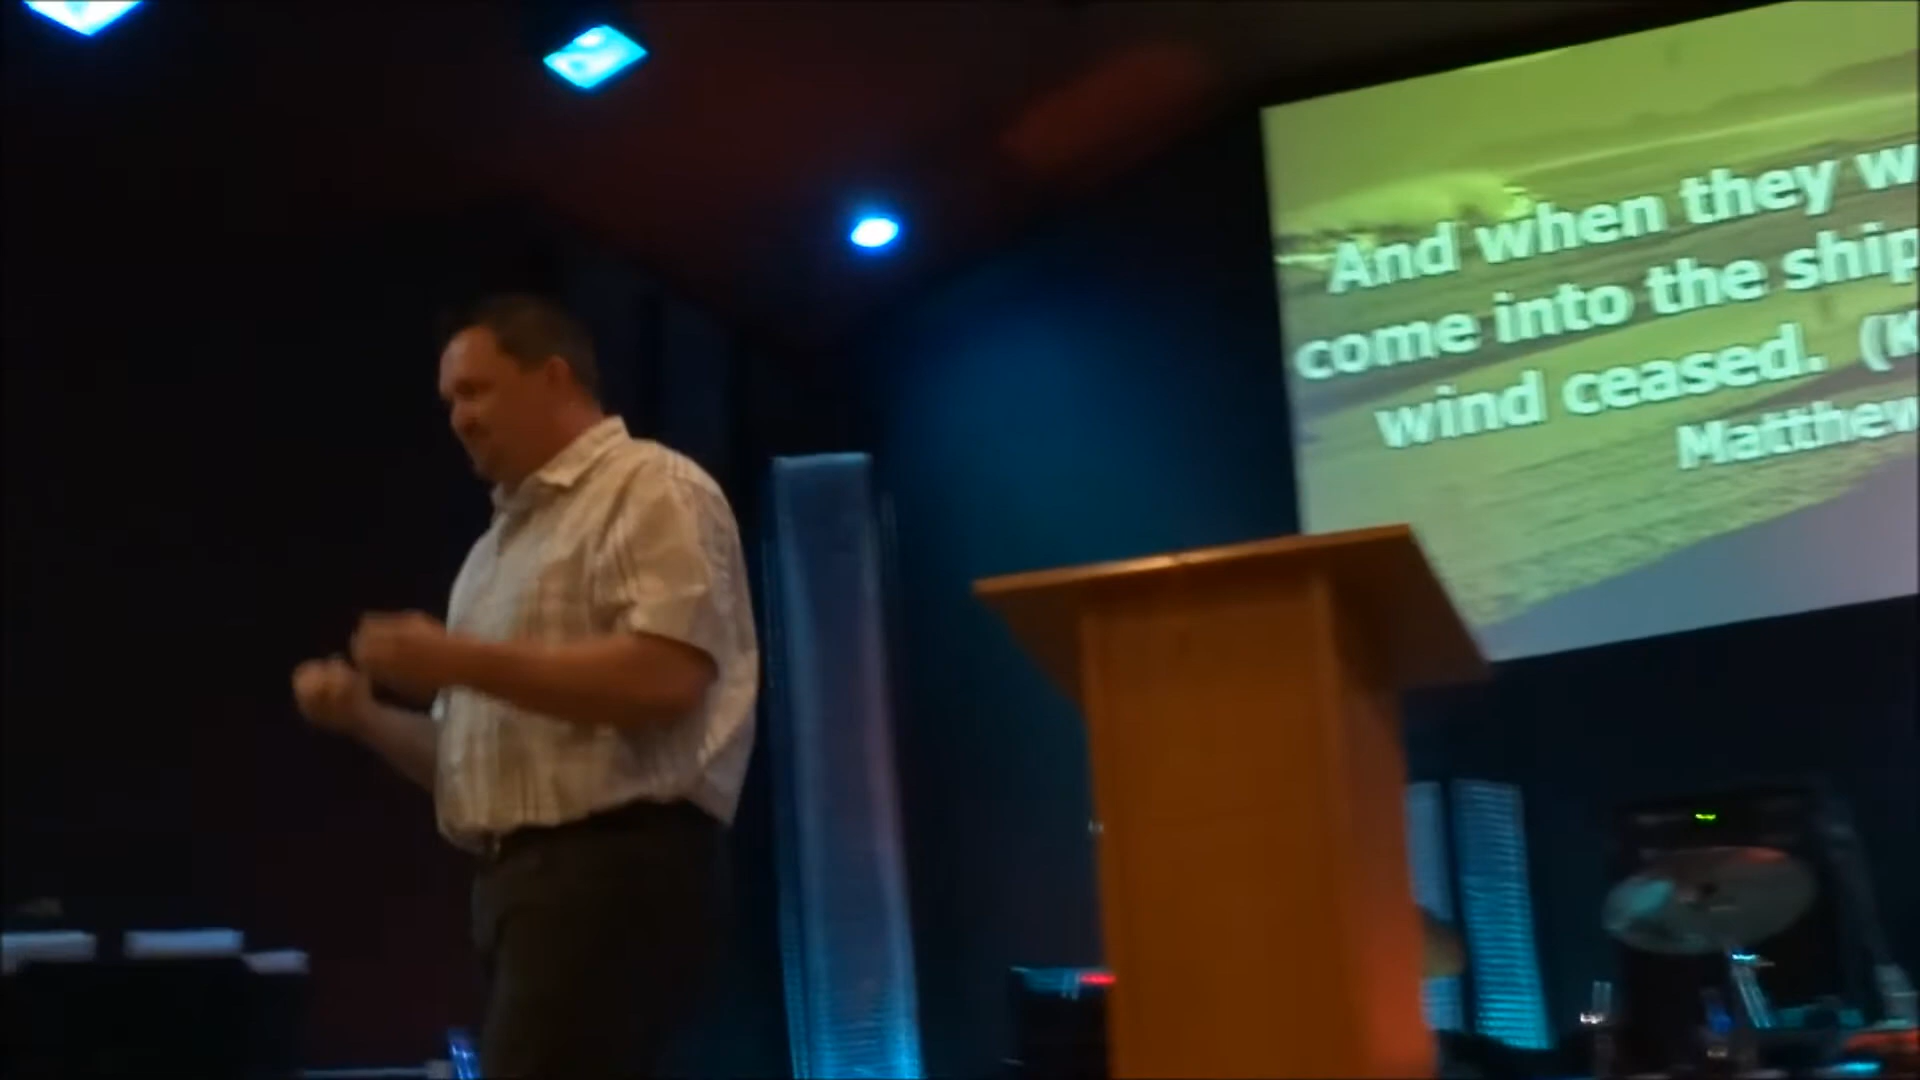 And when they w
come into the ship
wind ceased. (K
Matthew